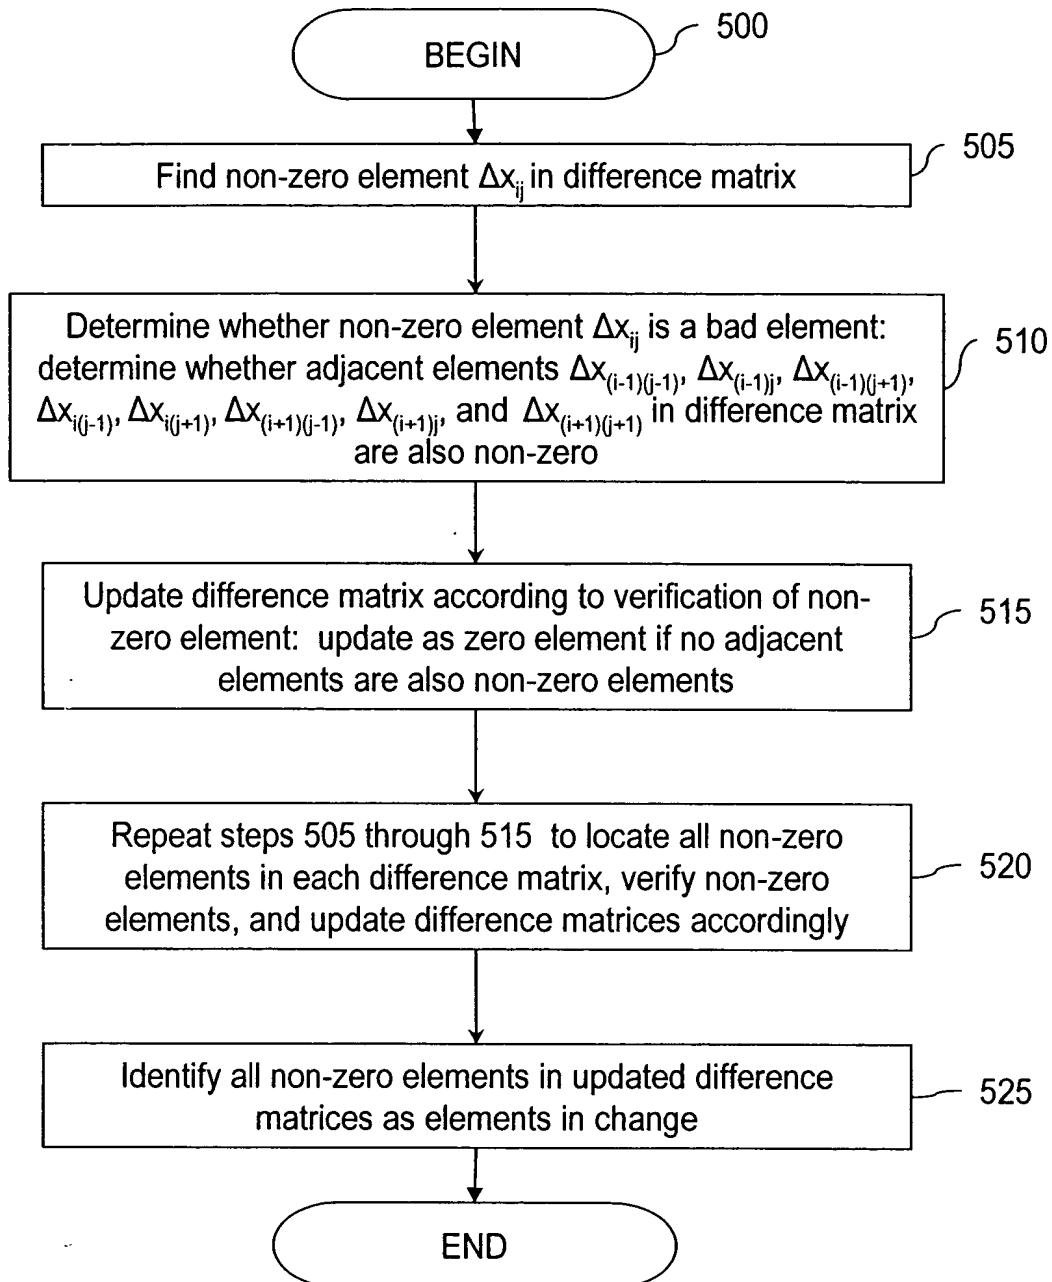 BEGIN
500
Find non-zero element Δx_ij in difference matrix
505
Determine whether non-zero element Δx_ij is a bad element:
determine whether adjacent elements Δx_(i-1)(j-1), Δx_(i-1)j, Δx_(i-1)(j+1),
Δx_i(j-1), Δx_i(j+1), Δx_(i+1)(j-1), Δx_(i+1)j, and Δx_(i+1)(j+1) in difference matrix
are also non-zero
510
Update difference matrix according to verification of non-
zero element: update as zero element if no adjacent
elements are also non-zero elements
515
Repeat steps 505 through 515 to locate all non-zero
elements in each difference matrix, verify non-zero
elements, and update difference matrices accordingly
520
Identify all non-zero elements in updated difference
matrices as elements in change
525
END